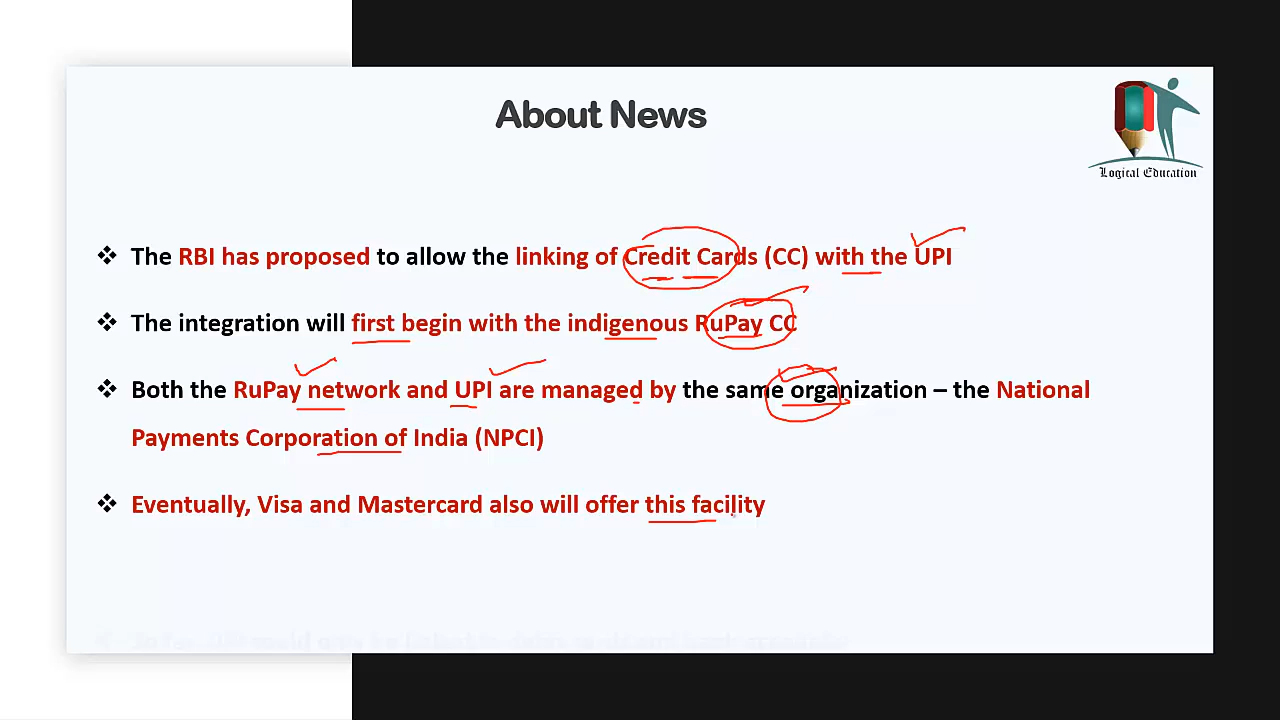 About News
Logical Education
The RBI has proposed to allow the linking of Credit Cards (CC) with the UPI
The integration will first begin with the indigenous RuPay CC
Both the RuPay network and UPI are managed by the same organization – the National
Payments Corporation of India (NPCI)
Eventually, Visa and Mastercard also will offer this facility